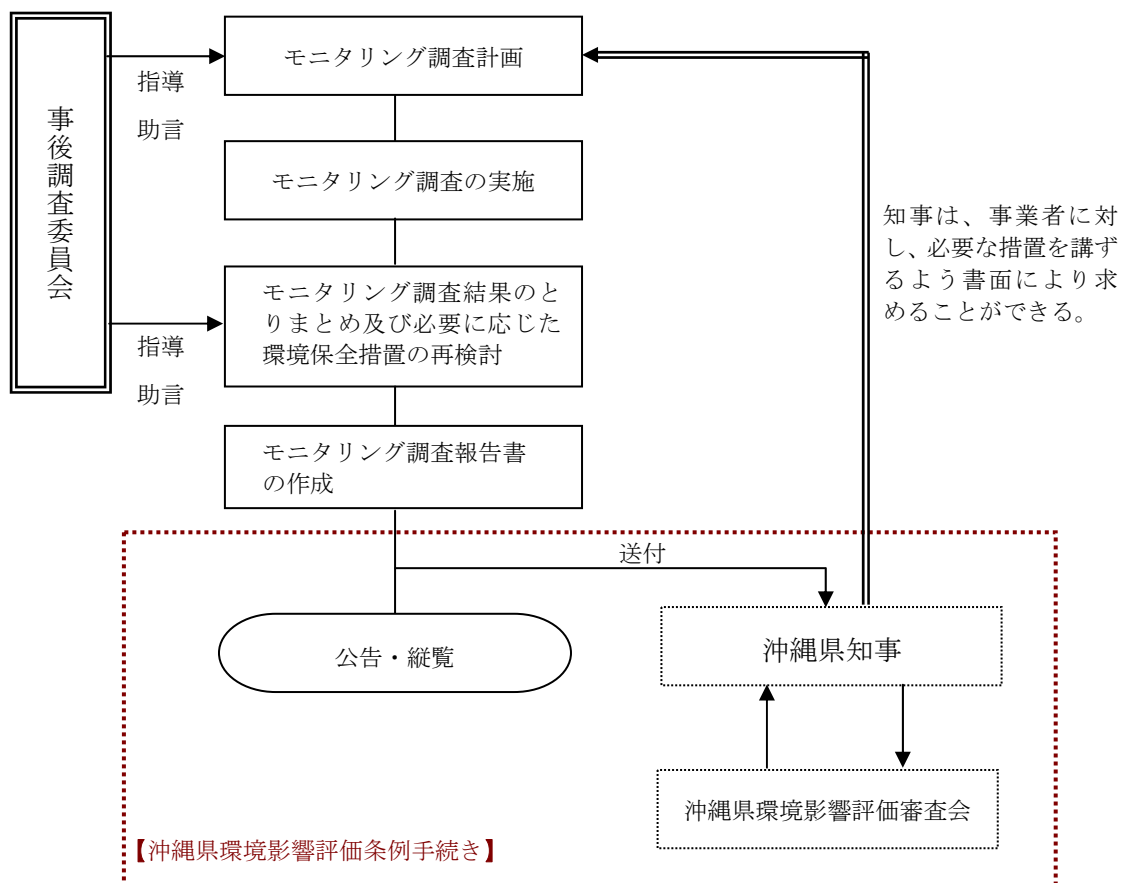 モニタリング調査計画
指導
助言
事後調査委員会
モニタリング調査の実施
知事は、事業者に対
し、必要な措置を講ず
るよう書面により求
めることができる。
モニタリング調査結果のと
りまとめ及び必要に応じた
環境保全措置の再検討
指導
助言
モニタリング調査報告書
の作成
送付
公告・縦覧
沖縄県知事
沖縄県環境影響評価審査会
【沖縄県環境影響評価条例手続き】